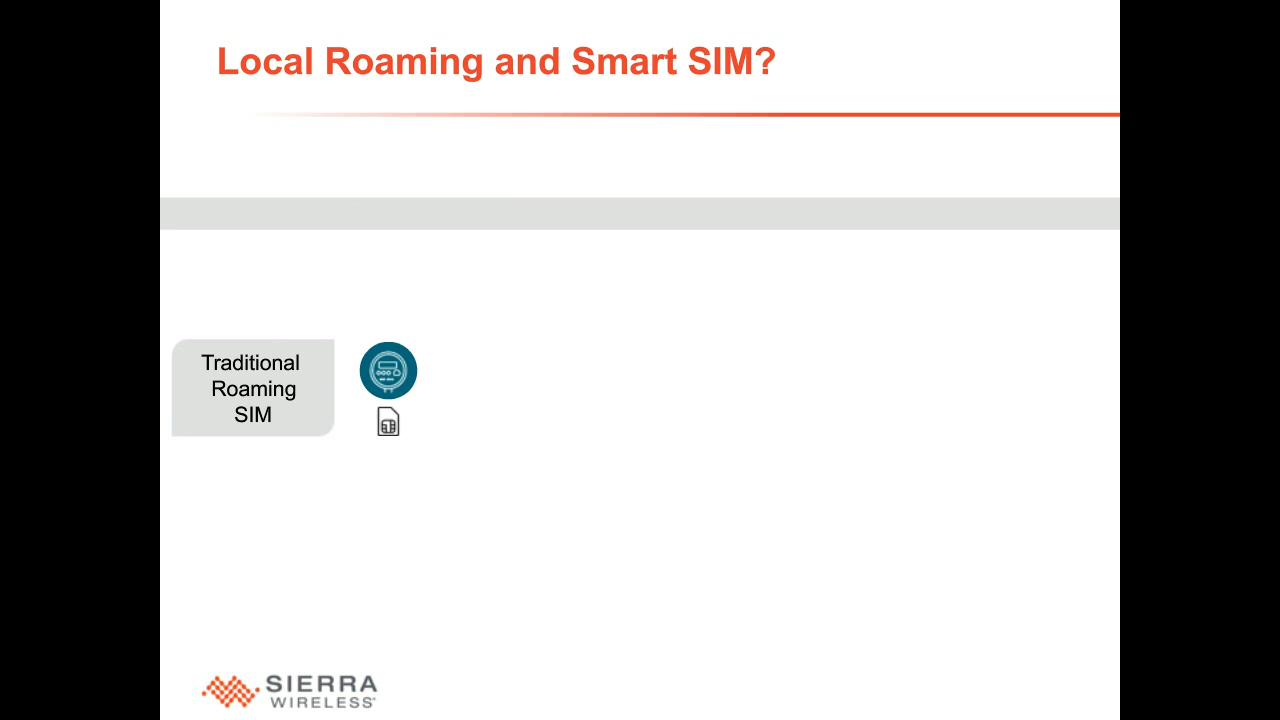 Local Roaming and Smart SIM?
Traditional
Roaming
SIM
SIERRA
WIRELESS